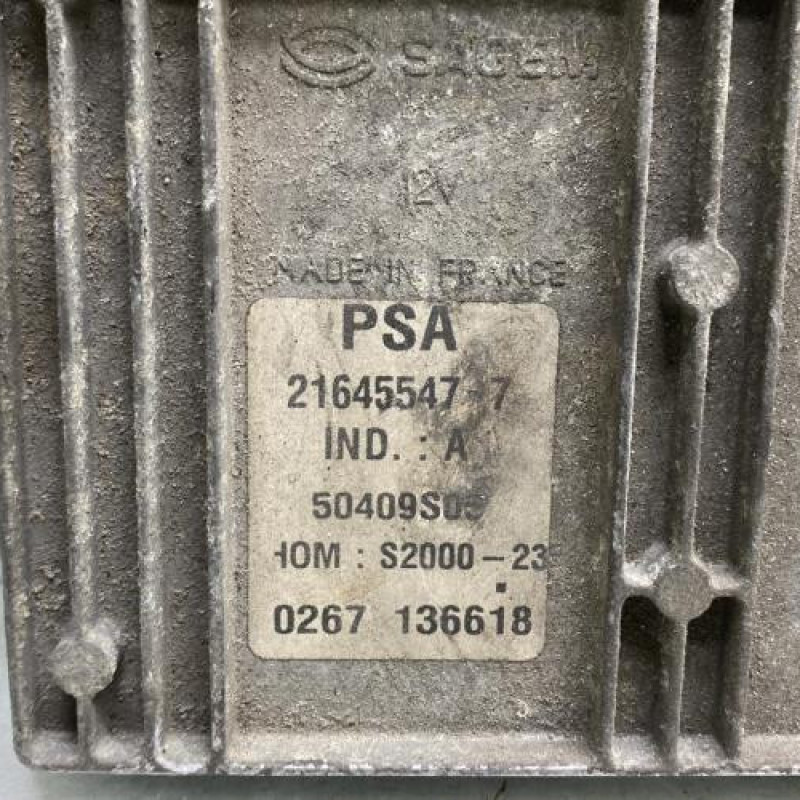 SAGEM
12V
MADE IN FRANCE
PSA
21645547-7
IND. : A
50409S05
HOM : S2000-23
0267 136618